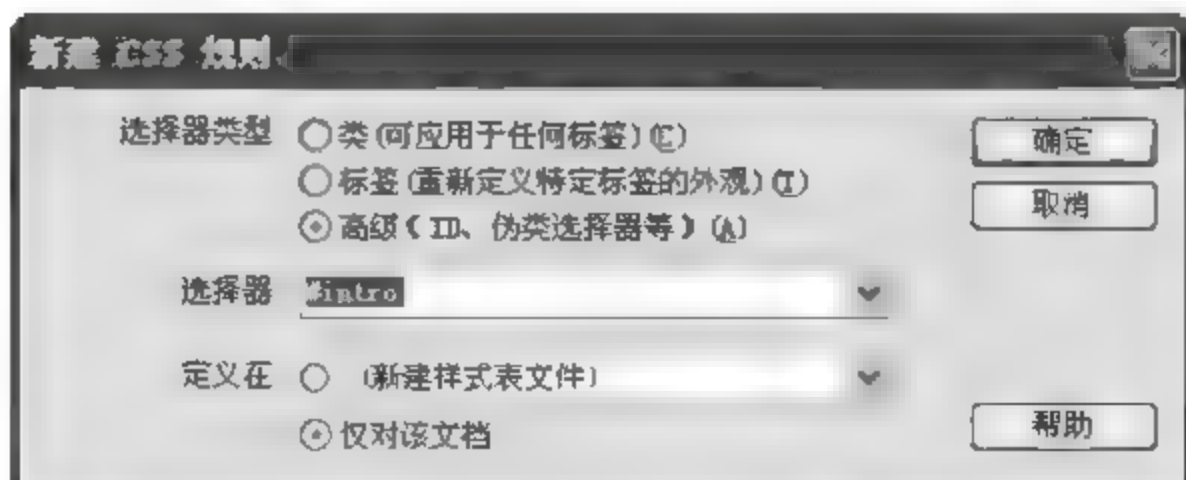 新建 CSS 规则
选择器类型 类(可应用于任何标签)(C) 确定
标签(重新定义特定标签的外观)(T)
取消
高级(ID、伪类选择器等)(A)
选择器 #intro
定义在 (新建样式表文件)
仅对该文档 帮助